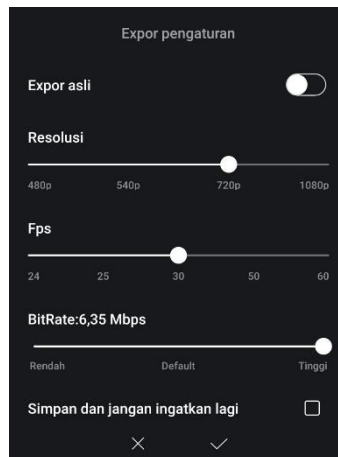 Expor pengaturan
Expor asli
Resolusi
480p 540p 720p 1080p
Fps
24 25 30 50 60
BitRate:6,35 Mbps
Rendah Default Tinggi
Simpan dan jangan ingatkan lagi